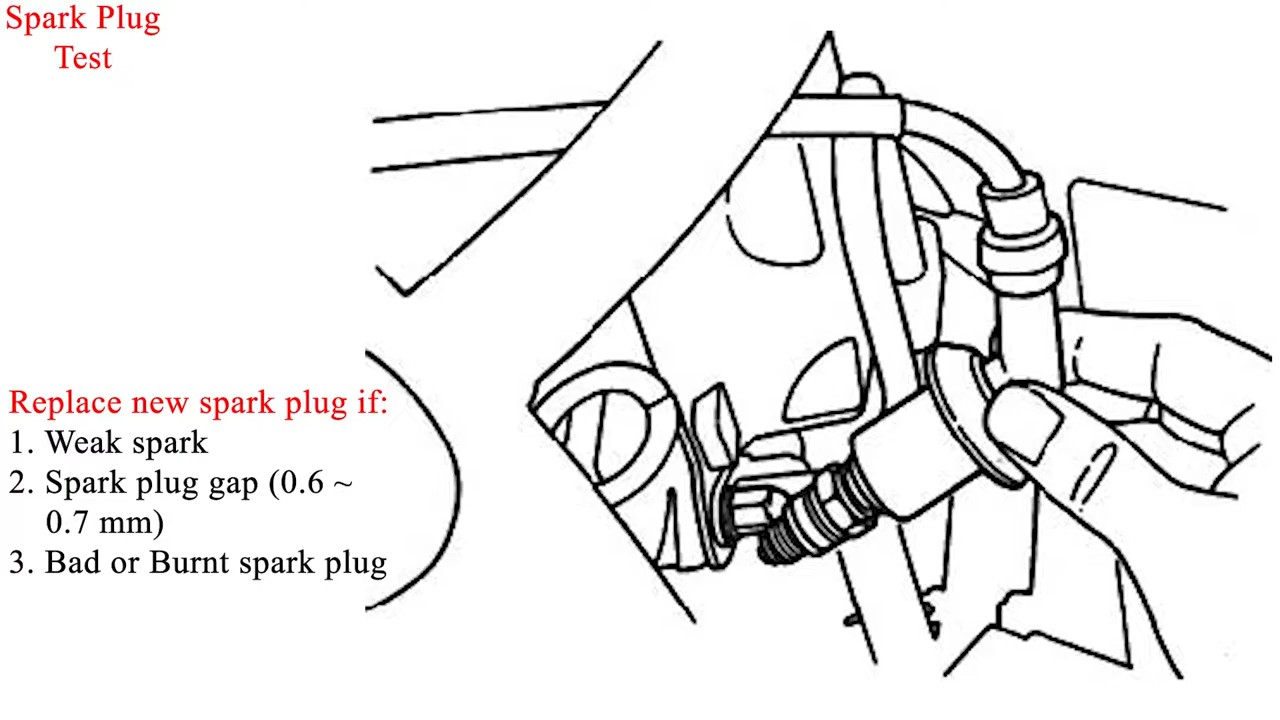 Spark Plug
Test
Replace new spark plug if:
1. Weak spark
2. Spark plug gap (0.6 ~
0.7 mm)
3. Bad or Burnt spark plug